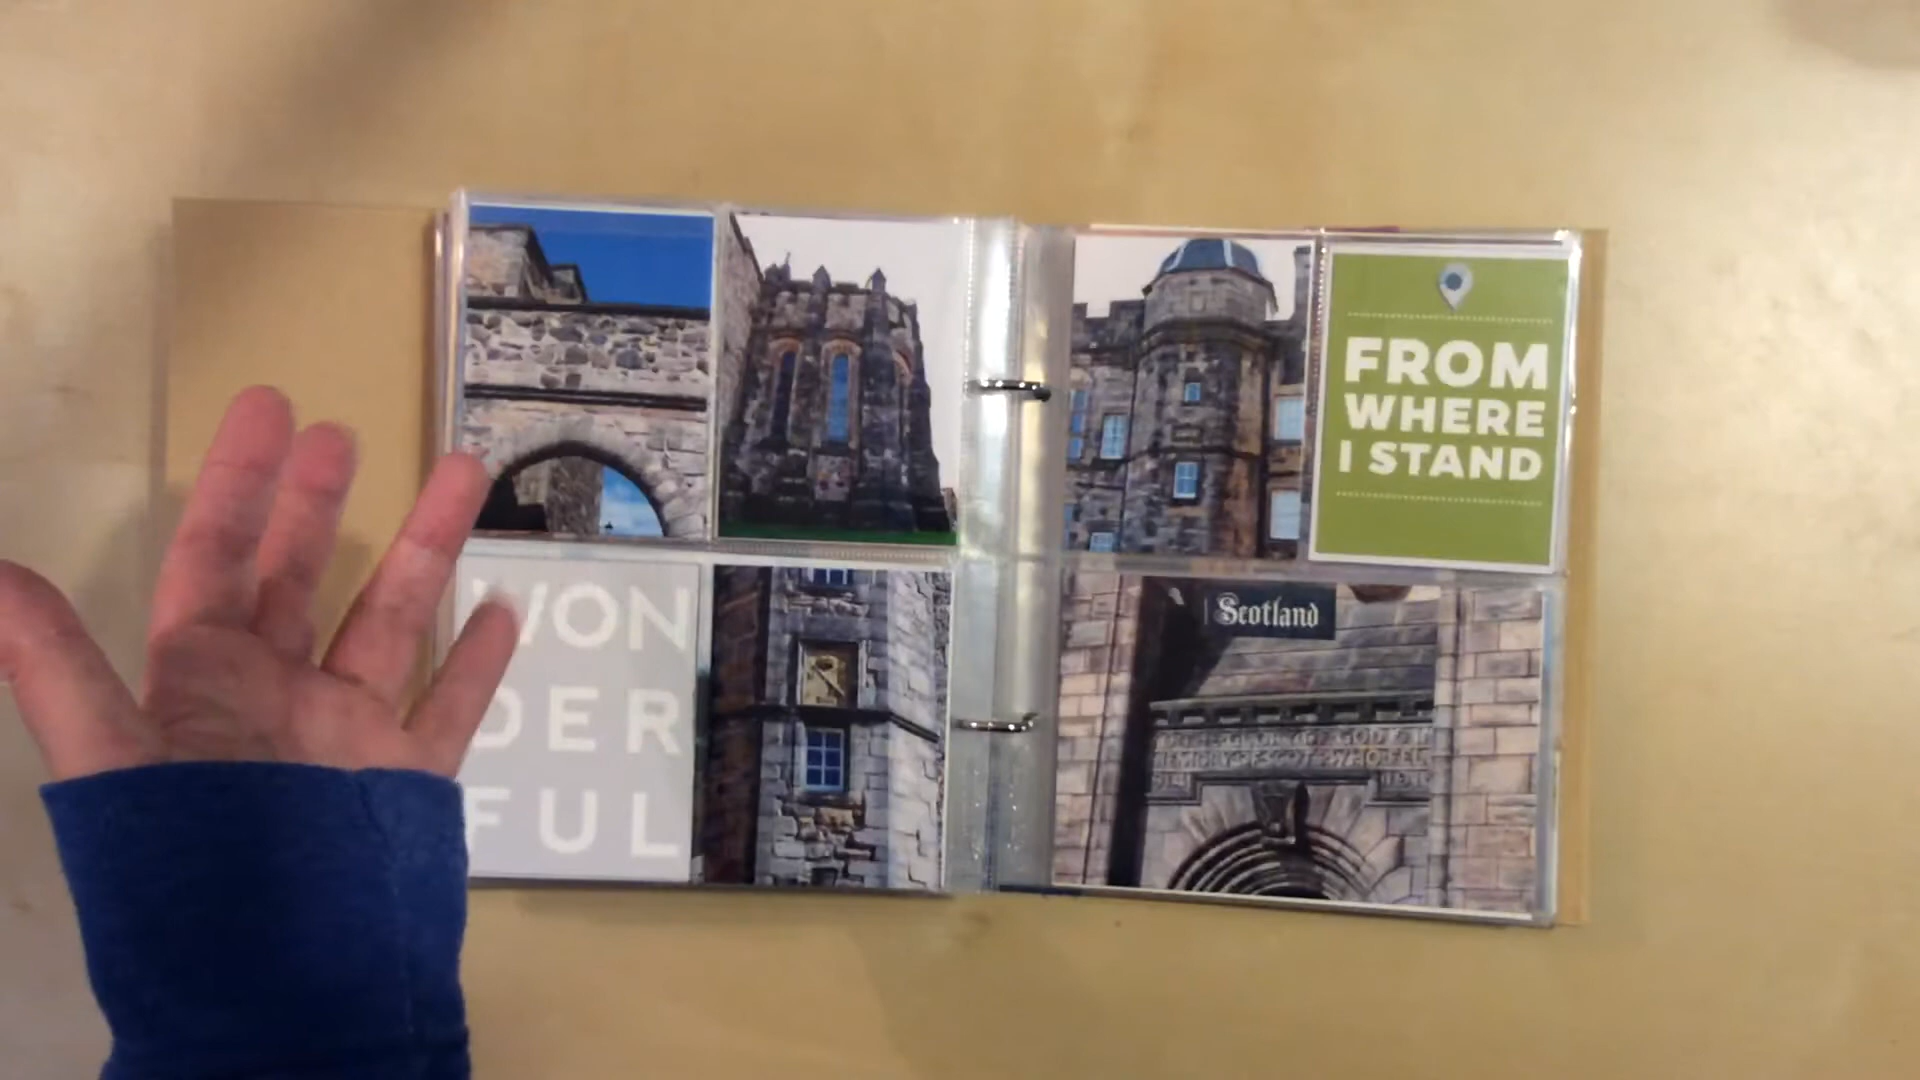 WON
DER
FUL
FROM
WHERE
I STAND
Scotland